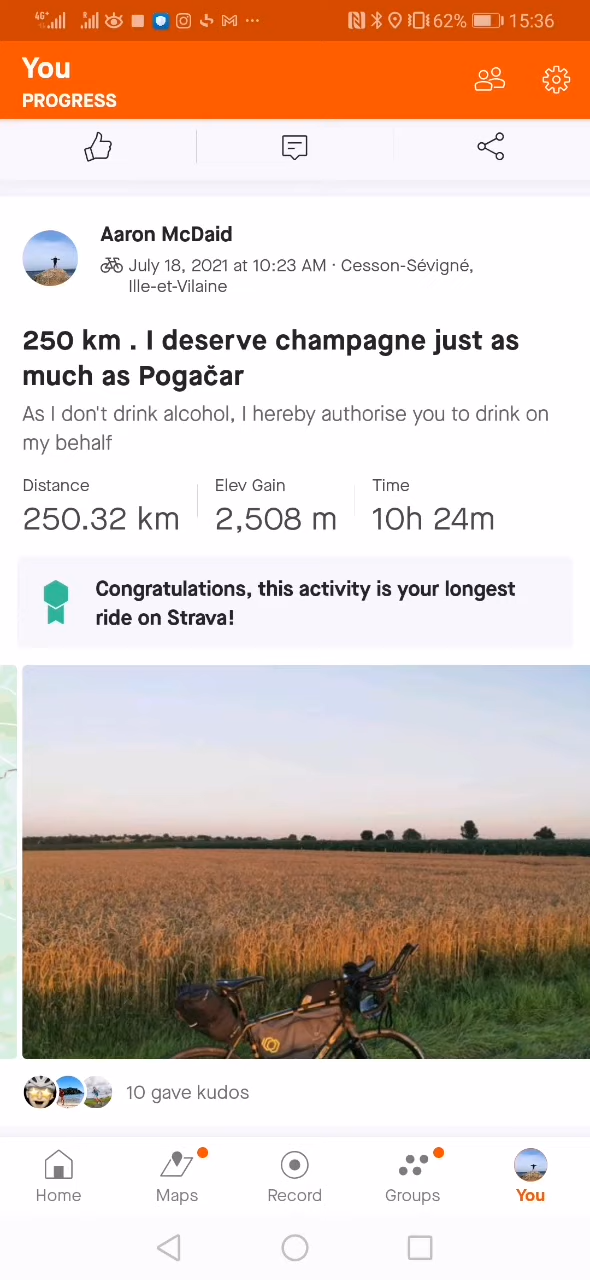 4G+ 62% 15:36
You
PROGRESS
Aaron McDaid
July 18, 2021 at 10:23 AM · Cesson-Sévigné,
Ille-et-Vilaine
250 km . I deserve champagne just as
much as Pogačar
As I don't drink alcohol, I hereby authorise you to drink on
my behalf
Distance Elev Gain Time
250.32 km 2,508 m 10h 24m
Congratulations, this activity is your longest
ride on Strava!
10 gave kudos
Home Maps Record Groups You